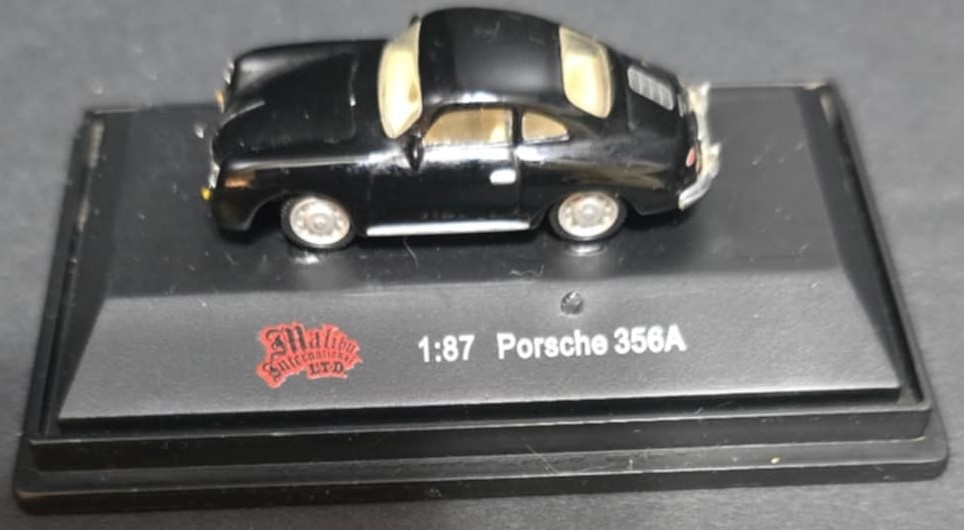 Malibu
International
LTD.
1:87 Porsche 356A